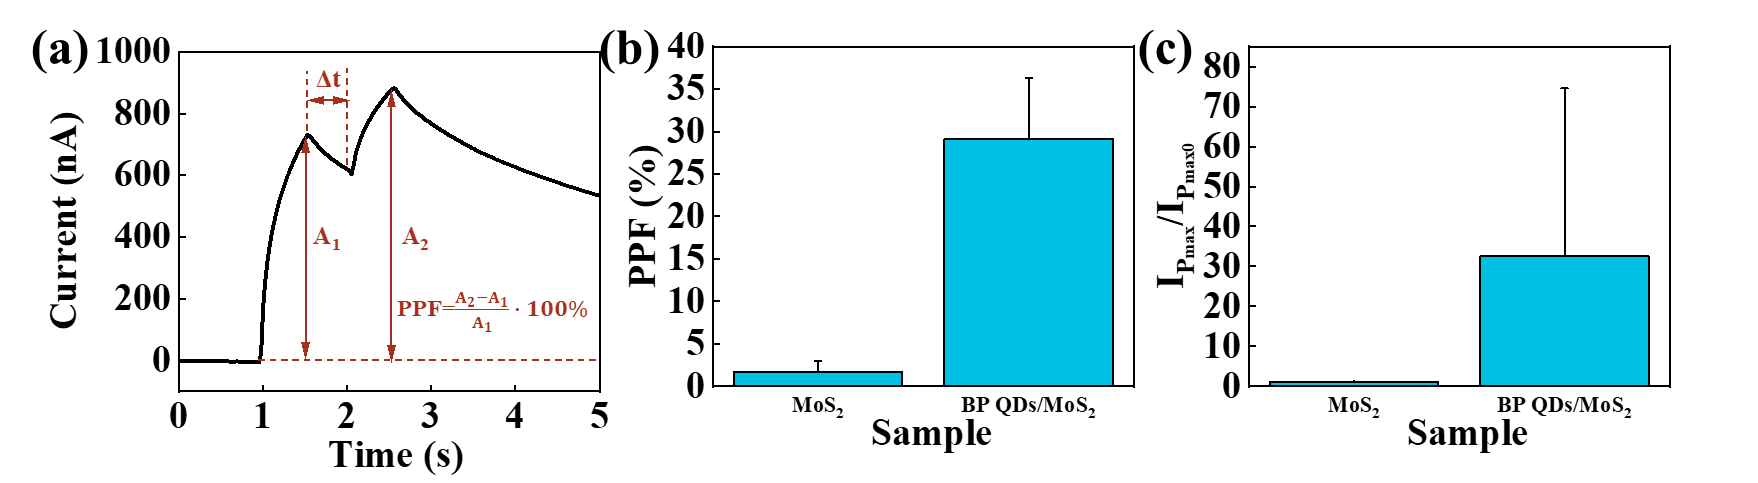 (a)
1000
800
600
400
200
0
Current (nA)
Δt
A₁
A₂
PPF=A₂−A₁/A₁ · 100%
0 1 2 3 4 5
Time (s)
(b)
40
35
30
25
20
15
10
5
0
PPF (%)
MoS₂ BP QDs/MoS₂
Sample
(c)
80
70
60
50
40
30
20
10
0
I_Pmax/I_Pmax0
MoS₂ BP QDs/MoS₂
Sample